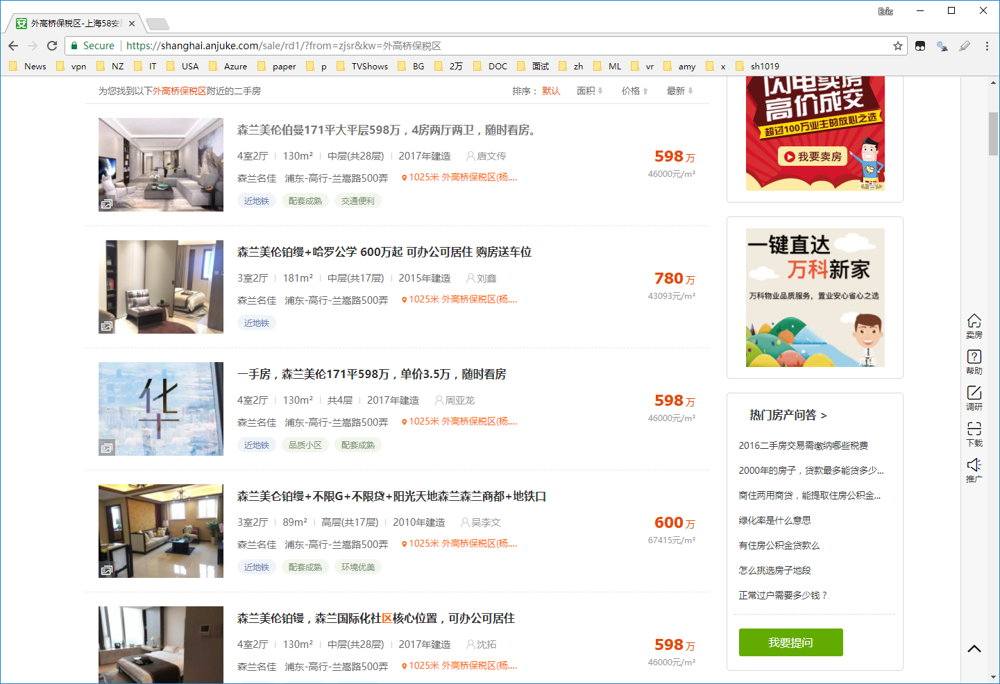 Eric
外高桥保税区-上海58安居
Secure
https://shanghai.anjuke.com/sale/rd1/?from=zjsr&kw=外高桥保税区
News vpn NZ IT USA Azure paper p TVShows BG 2万 DOC 面试 zh ML vr amy x sh1019
为您找到以下外高桥保税区附近的二手房
排序： 默认 面积 价格 最新
森兰美伦伯曼171平大平层598万，4房两厅两卫，随时看房。
4室2厅 130m² 中层(共28层) 2017年建造 唐文传
598 万
46000元/m²
森兰名佳 浦东-高行-兰嵩路500弄 1025米 外高桥保税区(杨....
近地铁 配套成熟 交通便利
森兰美伦铂缦+哈罗公学 600万起 可办公可居住 购房送车位
3室2厅 181m² 中层(共17层) 2015年建造 刘鑫
780 万
43093元/m²
森兰名佳 浦东-高行-兰嵩路500弄 1025米 外高桥保税区(杨....
近地铁
华
一手房，森兰美伦171平598万，单价3.5万，随时看房
4室2厅 130m² 共4层 2017年建造 周亚龙
598 万
46000元/m²
森兰名佳 浦东-高行-兰嵩路500弄 1025米 外高桥保税区(杨....
近地铁 品质小区 配套成熟
森兰美仑铂缦+不限G+不限贷+阳光天地森兰森兰商都+地铁口
3室2厅 89m² 高层(共17层) 2010年建造 吴李文
600 万
67415元/m²
森兰名佳 浦东-高行-兰嵩路500弄 1025米 外高桥保税区(杨....
近地铁 配套成熟 环境优美
森兰美伦铂镘，森兰国际化社区核心位置，可办公可居住
4室2厅 130m² 中层(共28层) 2017年建造 沈拓
598 万
46000元/m²
森兰名佳 浦东-高行-兰嵩路500弄 1025米 外高桥保税区(杨....
闪电卖房
高价成交
超过100万业主的放心之选
我要卖房
一键直达
万科新家
万科物业品质服务，置业安心省心之选
广告
热门房产问答 >
2016二手房交易需缴纳哪些税费
2000年的房子，贷款最多能贷多少...
商住两用商贷，能提取住房公积金...
绿化率是什么意思
有住房公积金贷款么
怎么挑选房子地段
正常过户需要多少钱？
我要提问
卖房
帮助
调研
下载
推广